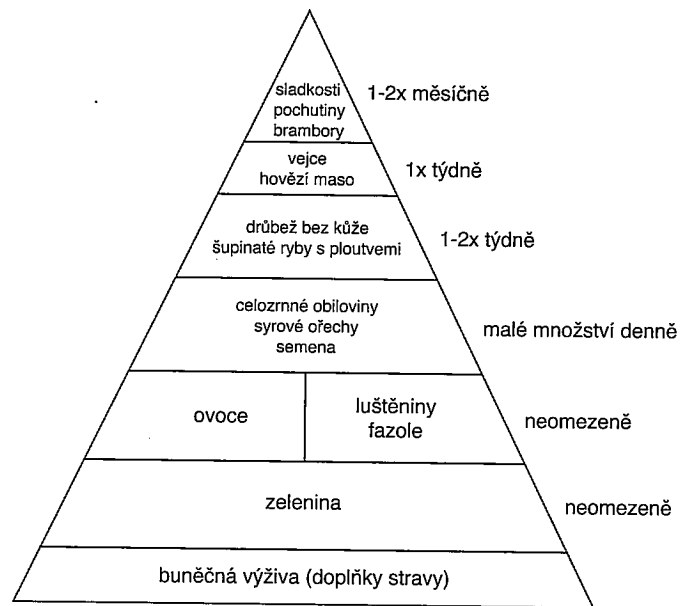 sladkosti
pochutiny
brambory
1-2x měsíčně
vejce
hovězí maso
1x týdně
drůbež bez kůže
šupinaté ryby s ploutvemi
1-2x týdně
celozrnné obiloviny
syrové ořechy
semena
malé množství denně
ovoce
luštěniny
fazole
neomezeně
zelenina
neomezeně
buněčná výživa (doplňky stravy)